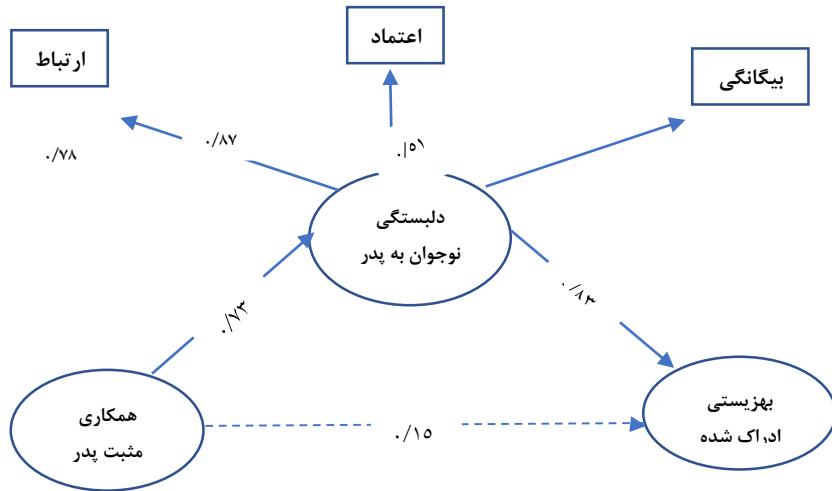 اعتماد
ارتباط
بیگانگی
۰/۷۸
۰/۸۷
۰/۵۱
دلبستگی
نوجوان به پدر
۰/۷۳
۰/۸۳
همکاری
مثبت پدر
۰/۱۵
بهزیستی
ادراک شده